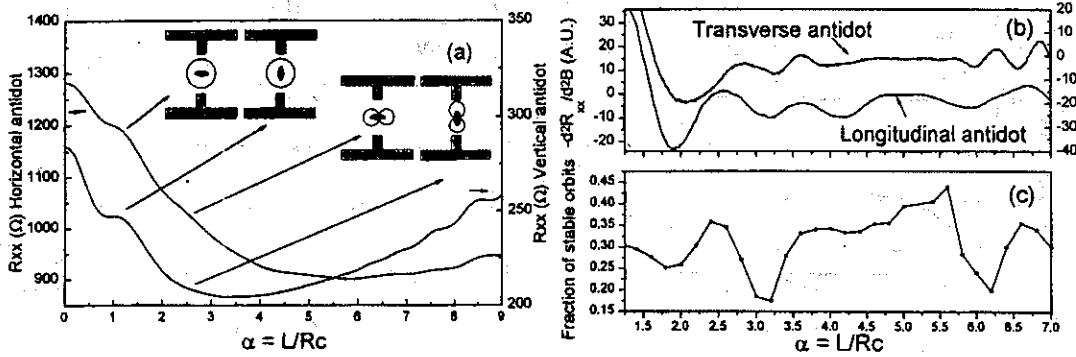 (a)
Rxx (Ω) Horizontal antidot
1400
1300
1200
1100
1000
900
0 1 2 3 4 5 6 7 8 9
α = L/Rc
350
300
250
200
Rxx (Ω) Vertical antidot
(b)
Transverse antidot
Longitudinal antidot
-d²Rxx/d²B (A.U.)
30
20
10
0
-10
-20
20
10
0
-10
-20
-30
-40
(c)
Fraction of stable orbits
0.45
0.40
0.35
0.30
0.25
0.20
0.15
1.5 2.0 2.5 3.0 3.5 4.0 4.5 5.0 5.5 6.0 6.5 7.0
α = L/Rc